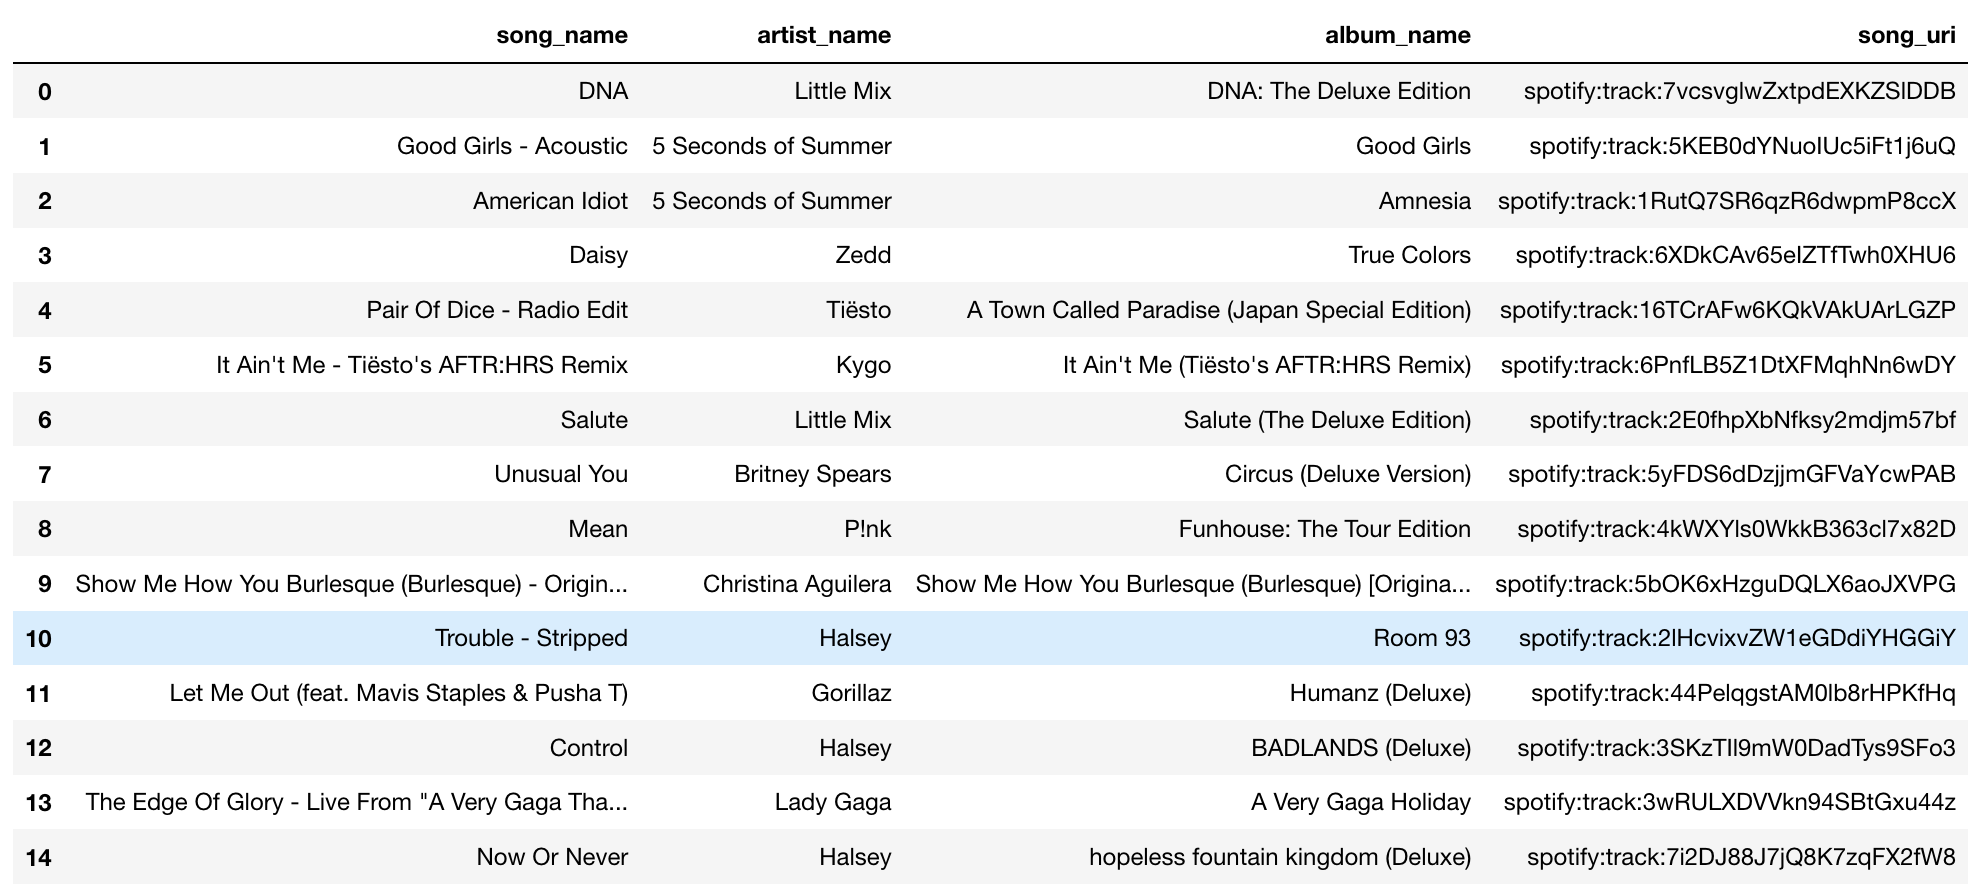 song_name artist_name album_name song_uri
0 DNA Little Mix DNA: The Deluxe Edition spotify:track:7vcsvglwZxtpdEXKZSlDDB
1 Good Girls - Acoustic 5 Seconds of Summer Good Girls spotify:track:5KEB0dYNuoIUc5iFt1j6uQ
2 American Idiot 5 Seconds of Summer Amnesia spotify:track:1RutQ7SR6qzR6dwpmP8ccX
3 Daisy Zedd True Colors spotify:track:6XDkCAv65eIZTfTwh0XHU6
4 Pair Of Dice - Radio Edit Tiësto A Town Called Paradise (Japan Special Edition) spotify:track:16TCrAFw6KQkVAkUArLGZP
5 It Ain't Me - Tiësto's AFTR:HRS Remix Kygo It Ain't Me (Tiësto's AFTR:HRS Remix) spotify:track:6PnfLB5Z1DtXFMqhNn6wDY
6 Salute Little Mix Salute (The Deluxe Edition) spotify:track:2E0fhpXbNfksy2mdjm57bf
7 Unusual You Britney Spears Circus (Deluxe Version) spotify:track:5yFDS6dDzjjmGFVaYcwPAB
8 Mean P!nk Funhouse: The Tour Edition spotify:track:4kWXYls0WkkB363cl7x82D
9 Show Me How You Burlesque (Burlesque) - Origin... Christina Aguilera Show Me How You Burlesque (Burlesque) [Origina... spotify:track:5bOK6xHzguDQLX6aoJXVPG
10 Trouble - Stripped Halsey Room 93 spotify:track:2lHcvixvZW1eGDdiYHGGiY
11 Let Me Out (feat. Mavis Staples & Pusha T) Gorillaz Humanz (Deluxe) spotify:track:44PelqgstAM0lb8rHPKfHq
12 Control Halsey BADLANDS (Deluxe) spotify:track:3SKzTIl9mW0DadTys9SFo3
13 The Edge Of Glory - Live From "A Very Gaga Tha... Lady Gaga A Very Gaga Holiday spotify:track:3wRULXDVVkn94SBtGxu44z
14 Now Or Never Halsey hopeless fountain kingdom (Deluxe) spotify:track:7i2DJ88J7jQ8K7zqFX2fW8